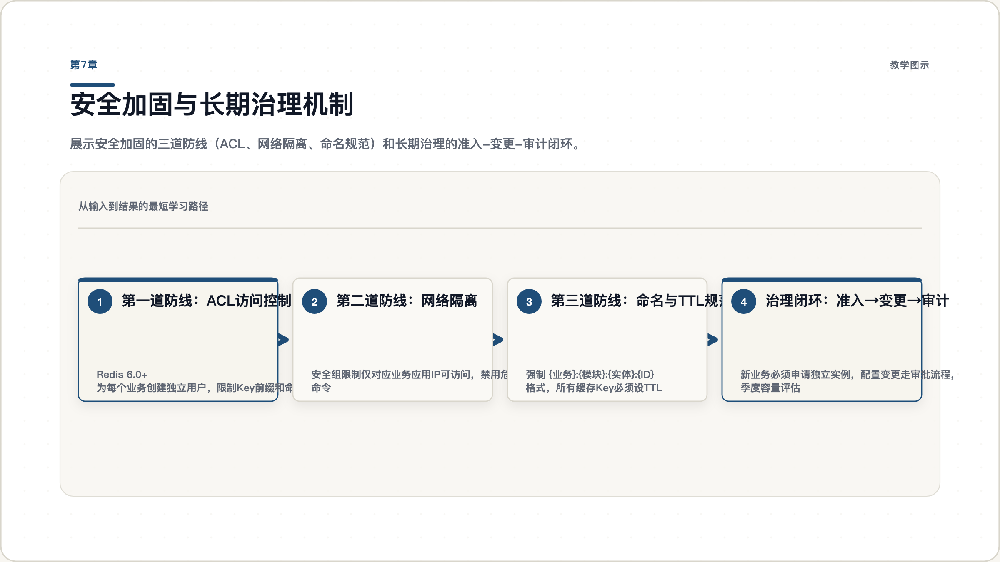 第7章
教学图示
安全加固与长期治理机制
展示安全加固的三道防线（ACL、网络隔离、命名规范）和长期治理的准入–变更–审计闭环。
从输入到结果的最短学习路径
1
第一道防线：ACL访问控制
Redis 6.0+
为每个业务创建独立用户，限制Key前缀和命
2
第二道防线：网络隔离
安全组限制仅对应业务应用IP可访问，禁用危
命令
3
第三道防线：命名与TTL规
强制 {业务}:{模块}:{实体}:{ID}
格式，所有缓存Key必须设TTL
4
治理闭环：准入→变更→审计
新业务必须申请独立实例，配置变更走审批流程，
季度容量评估